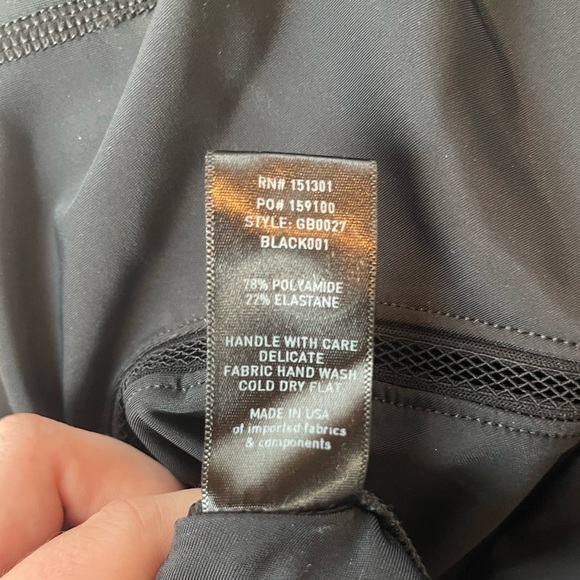 RN# 151301
PO# 159100
STYLE: GB0027
BLACK001
78% POLYAMIDE
22% ELASTANE
HANDLE WITH CARE
DELICATE
FABRIC HAND WASH
COLD DRY FLAT
MADE IN USA
of imported fabrics
& components